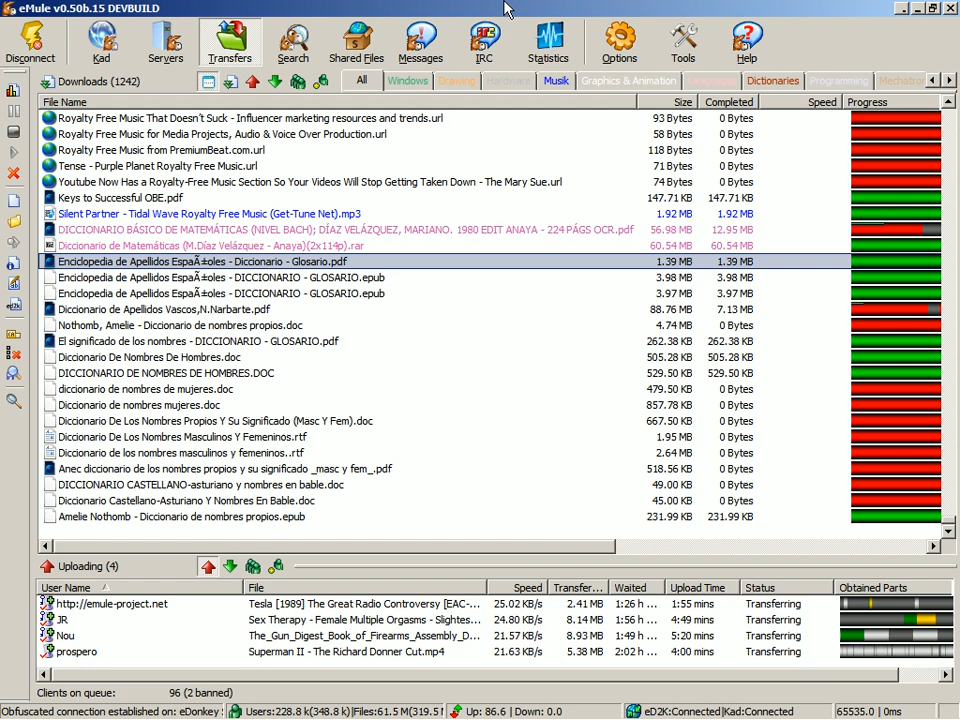 eMule v0.50b.15 DEVBUILD
Disconnect Kad Servers Transfers Search Shared Files Messages IRC Statistics Options Tools Help
Downloads (1242) All Windows Drawing Hardware Musik Graphics & Animation Dictionaries Programming Mechatror
File Name Size Completed Speed Progress
Royalty Free Music That Doesn't Suck - Influencer marketing resources and trends.url 93 Bytes 0 Bytes
Royalty Free Music for Media Projects, Audio & Voice Over Production.url 58 Bytes 0 Bytes
Royalty Free Music from PremiumBeat.com.url 118 Bytes 0 Bytes
Tense - Purple Planet Royalty Free Music.url 71 Bytes 0 Bytes
Youtube Now Has a Royalty-Free Music Section So Your Videos Will Stop Getting Taken Down - The Mary Sue.url 74 Bytes 0 Bytes
Keys to Successful OBE.pdf 147.71 KB 147.71 KB
Silent Partner - Tidal Wave Royalty Free Music (Get-Tune Net).mp3 1.92 MB 1.92 MB
DICCIONARIO BÁSICO DE MATEMÁTICAS (NIVEL BACH); DÍAZ VELÁZQUEZ, MARIANO. 1980 EDIT ANAYA - 224 PÁGS OCR.pdf 56.98 MB 12.95 MB
Diccionario de Matemáticas (M.Díaz Velázquez - Anaya)(2x114p).rar 60.54 MB 60.54 MB
Enciclopedia de Apellidos EspaÃ±oles - Diccionario - Glosario.pdf 1.39 MB 1.39 MB
Enciclopedia de Apellidos EspaÃ±oles - DICCIONARIO - GLOSARIO.epub 3.98 MB 3.98 MB
Enciclopedia de Apellidos EspaÃ±oles - DICCIONARIO - GLOSARIO.epub 3.97 MB 3.97 MB
Diccionario de Apellidos Vascos,N.Narbarte.pdf 88.76 MB 7.13 MB
Nothomb, Amelie - Diccionario de nombres propios.doc 4.74 MB 0 Bytes
El significado de los nombres - DICCIONARIO - GLOSARIO.pdf 262.38 KB 262.38 KB
Diccionario De Nombres De Hombres.doc 505.28 KB 505.28 KB
DICCIONARIO DE NOMBRES DE HOMBRES.DOC 529.50 KB 529.50 KB
diccionario de nombres de mujeres.doc 479.50 KB 0 Bytes
Diccionario de nombres mujeres.doc 857.78 KB 0 Bytes
Diccionario De Los Nombres Propios Y Su Significado (Masc Y Fem).doc 667.50 KB 0 Bytes
Diccionario De Los Nombres Masculinos Y Femeninos.rtf 1.95 MB 0 Bytes
Diccionario de los nombres masculinos y femeninos..rtf 2.64 MB 0 Bytes
Anec diccionario de los nombres propios y su significado _masc y fem_.pdf 518.56 KB 0 Bytes
DICCIONARIO CASTELLANO-asturiano y nombres en bable.doc 49.00 KB 0 Bytes
Diccionario Castellano-Asturiano Y Nombres En Bable.doc 45.00 KB 0 Bytes
Amelie Nothomb - Diccionario de nombres propios.epub 231.99 KB 231.99 KB
Uploading (4)
User Name File Speed Transfer... Waited Upload Time Status Obtained Parts
http://emule-project.net Tesla [1989] The Great Radio Controversy [EAC-... 25.02 KB/s 2.41 MB 1:26 h ... 1:55 mins Transferring
JR Sex Therapy - Female Multiple Orgasms - Slightes... 24.80 KB/s 8.14 MB 1:56 h ... 4:49 mins Transferring
Nou The_Gun_Digest_Book_of_Firearms_Assembly_D... 21.57 KB/s 8.93 MB 1:49 h ... 5:20 mins Transferring
prospero Superman II - The Richard Donner Cut.mp4 21.63 KB/s 5.38 MB 2:02 h ... 4:00 mins Transferring
Clients on queue: 96 (2 banned)
Obfuscated connection established on: eDonkey Users:228.8 k(348.8 k)|Files:61.5 M(319.5 Up: 86.6 | Down: 0.0 eD2K:Connected|Kad:Connected 65535.0 | 0ms